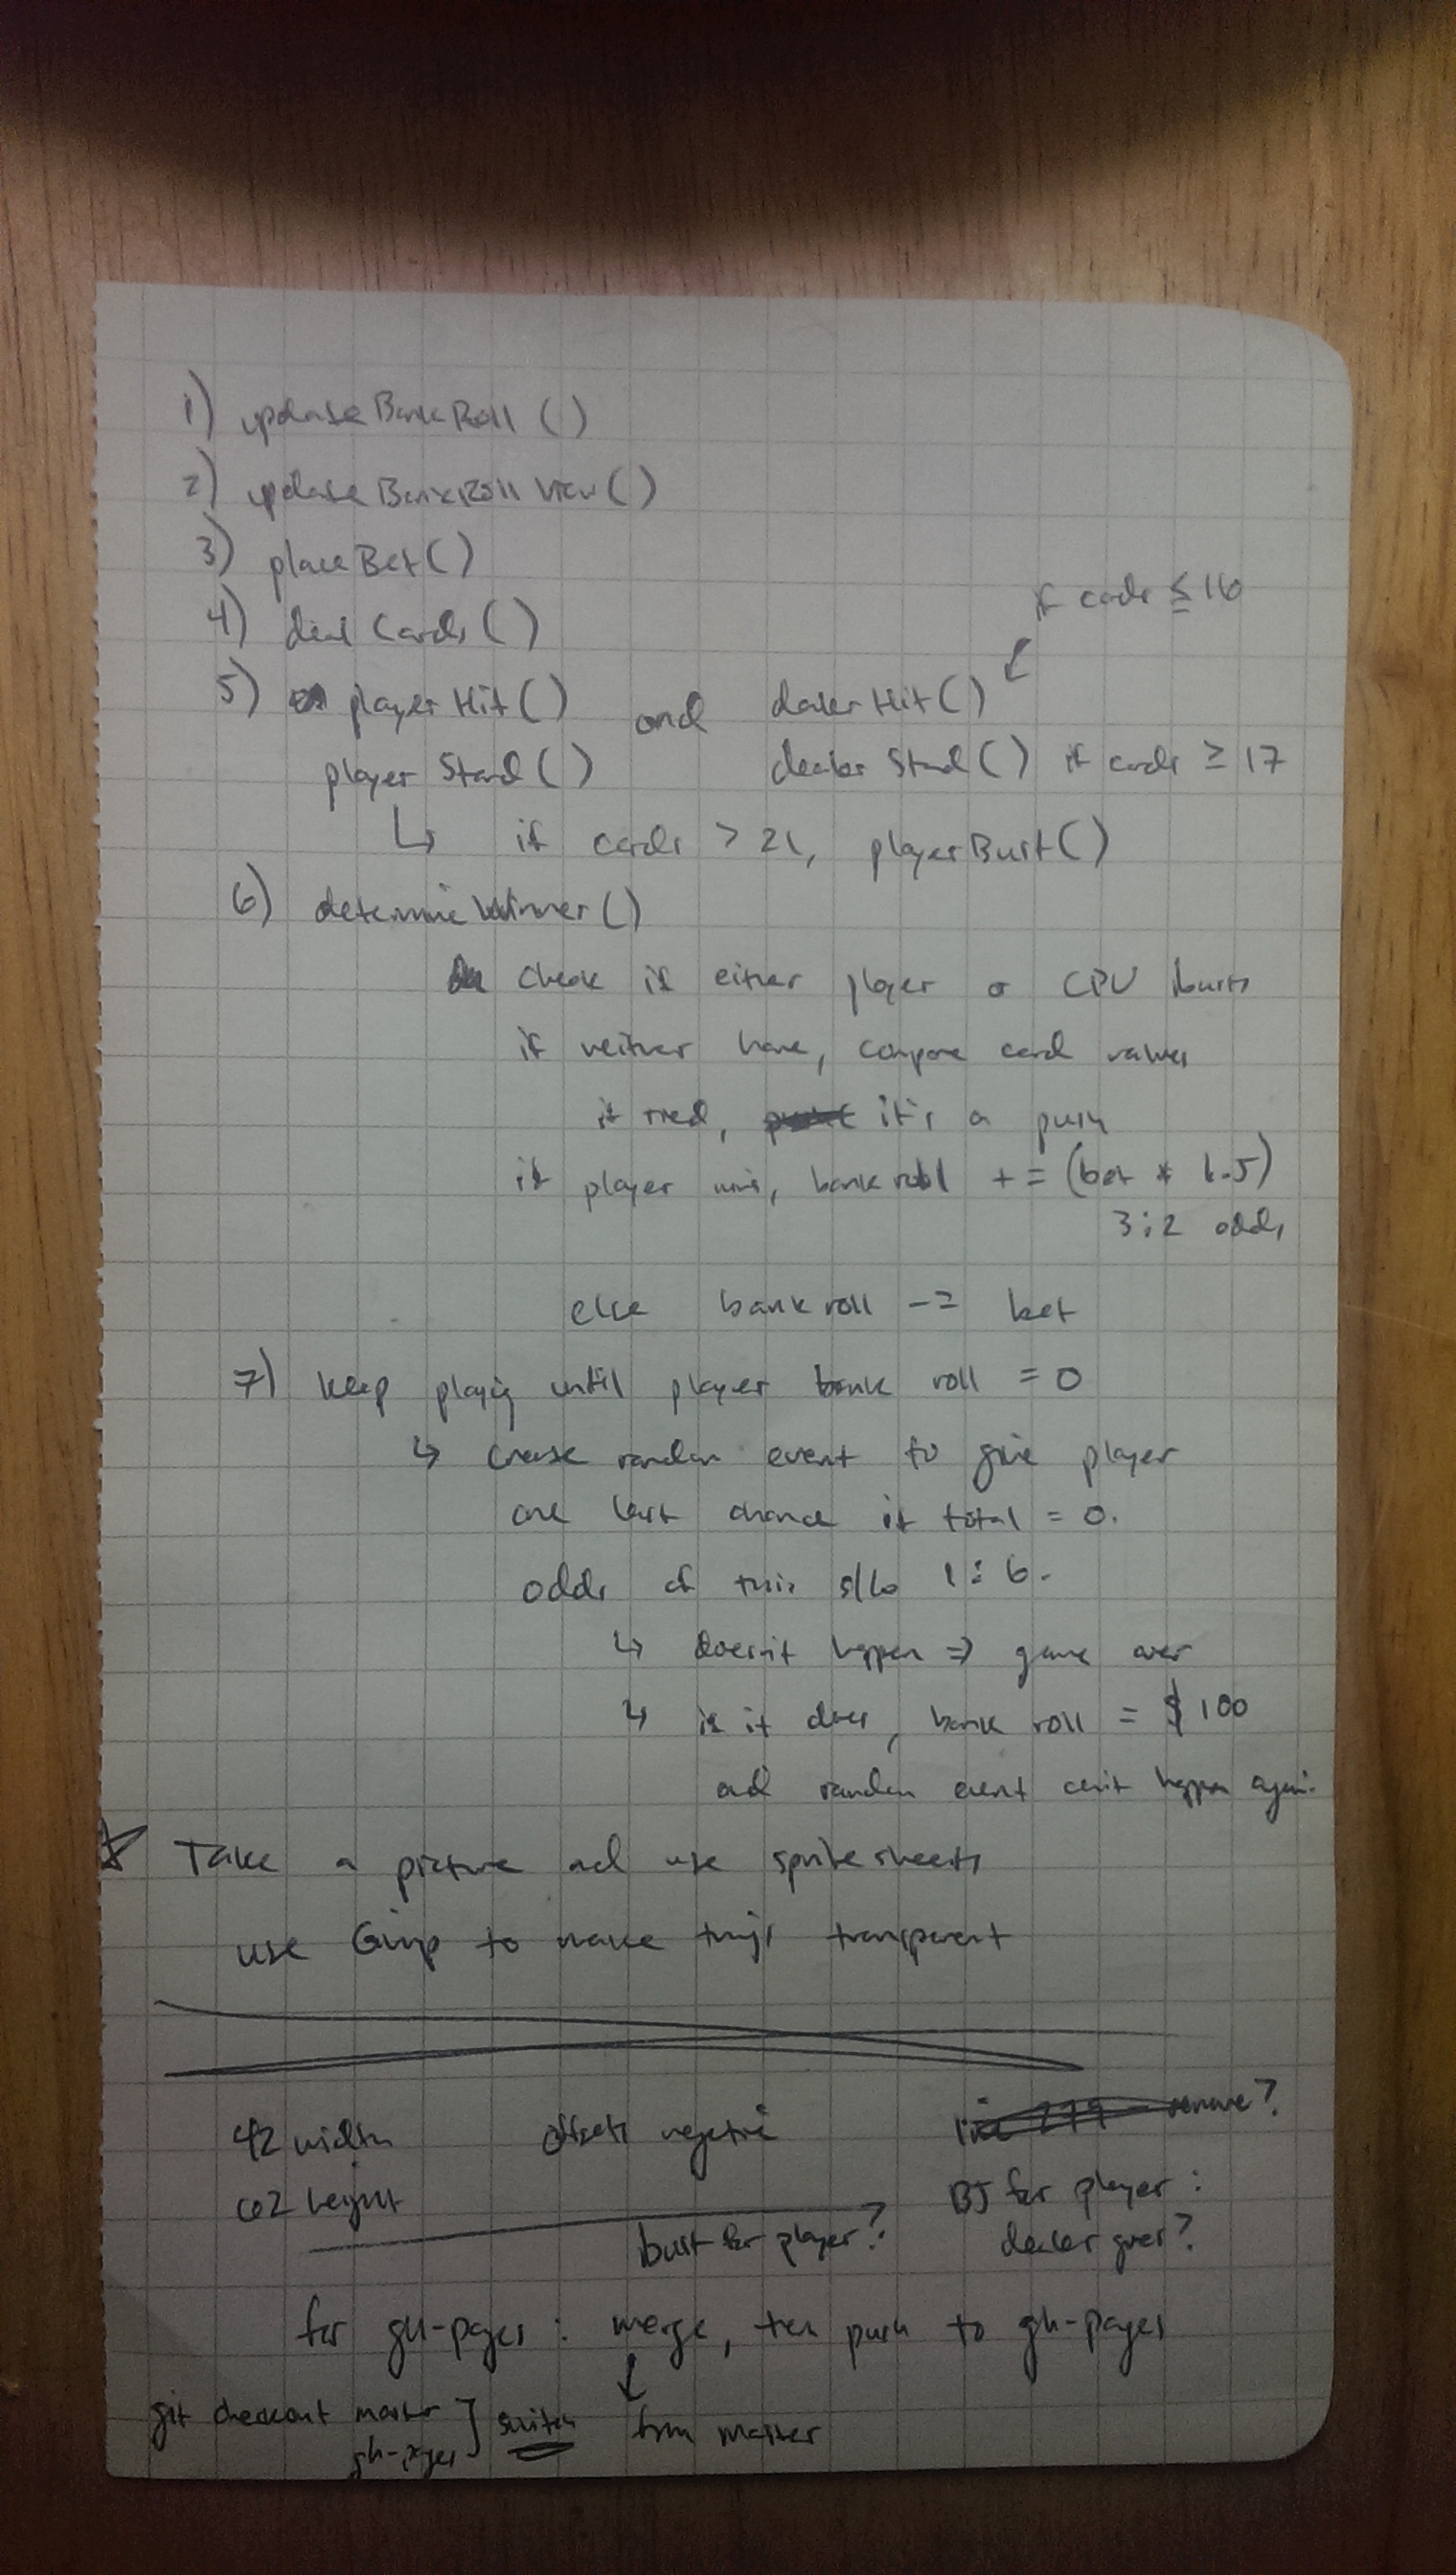 1) updateBankRoll ()
2) updateBankRoll View ()
3) placeBet ()
4) deal Cards ()
if cards ≤ 16
↙
5) player Hit () and dealer Hit ()
player Stand () dealer Stand () if cards ≥ 17
↳ if cards > 21, playerBust ()
6) determine Winner ()
check if either player or CPU busts
if neither have, compare card values
if tied, it's a push
if player wins, bank roll += (bet * 1.5)
3:2 odds
else bank roll -= bet
7) keep playing until player bank roll = 0
↳ create random event to give player
one last chance if total = 0.
odds of this s/b 1:6.
↳ doesn't happen => game over
↳ if it does, bank roll = $100
and random event can't happen again.
☆ Take a picture and use sprite sheets
use Gimp to make things transparent
42 width offsets negative remove?
62 height BJ for player :
bust for player? dealer goes?
for gh-pages : merge, then push to gh-pages
↓
git checkout master ] switch from master
gh-pages